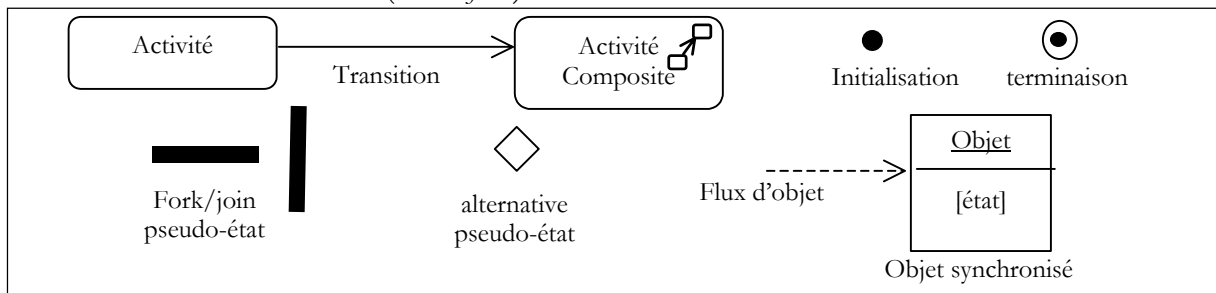 Activité
Transition
Activité
Composite
Initialisation
terminaison
Fork/join
pseudo-état
alternative
pseudo-état
Flux d'objet
Objet
[état]
Objet synchronisé